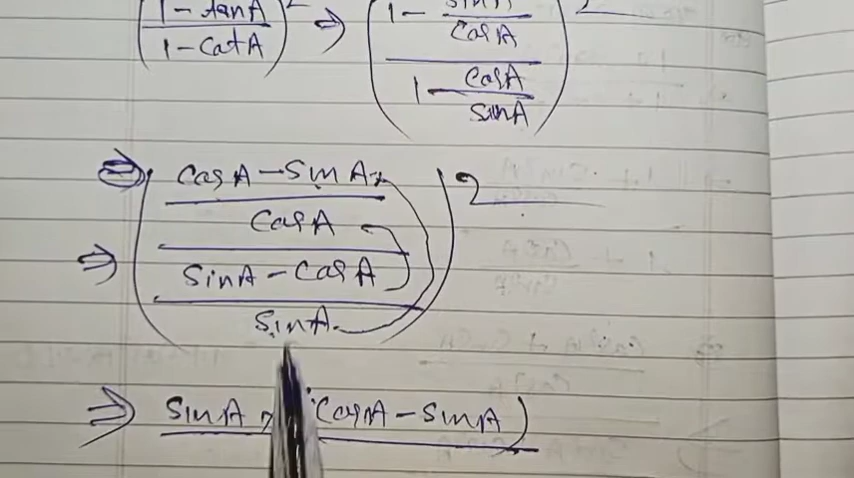 (1-tanA / 1-CotA)² ⇒ (1 - SinA/CosA / 1 - CosA/SinA)²
⇒ (CosA - SinA
CosA
⇒ SinA - CosA
SinA)²
⇒ SinA × (CosA - SinA)